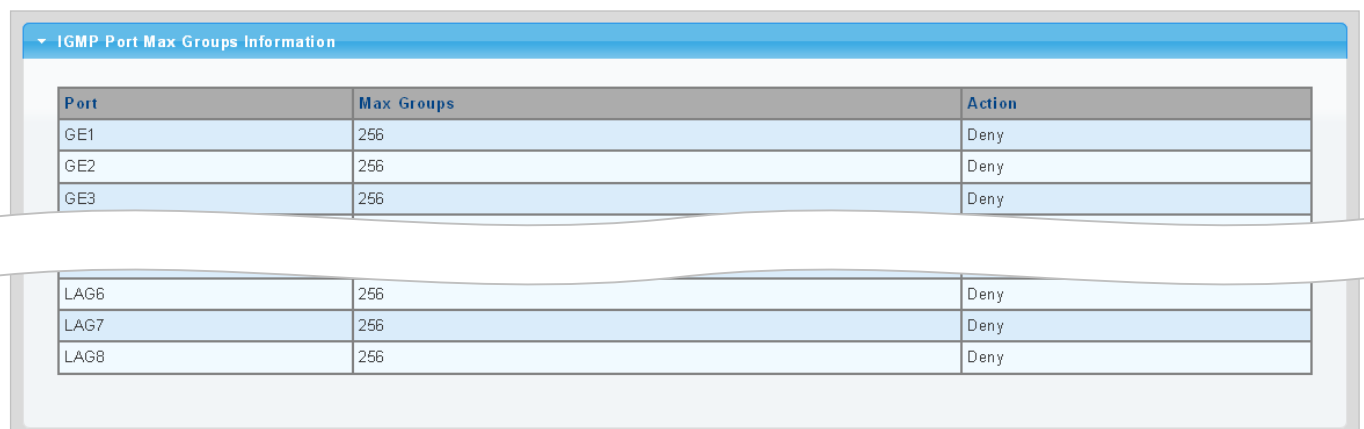 IGMP Port Max Groups Information
Port Max Groups Action
GE1 256 Deny
GE2 256 Deny
GE3 256 Deny
LAG6 256 Deny
LAG7 256 Deny
LAG8 256 Deny